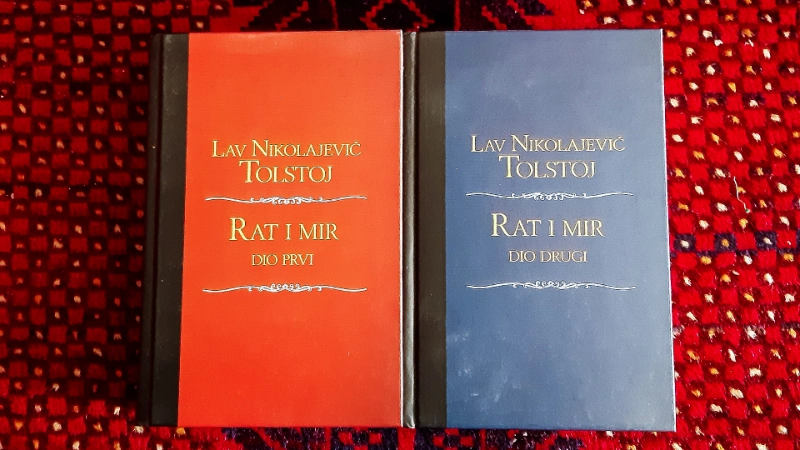 Lav Nikolajević
Tolstoj
Rat i mir
dio prvi
Lav Nikolajević
Tolstoj
Rat i mir
dio drugi